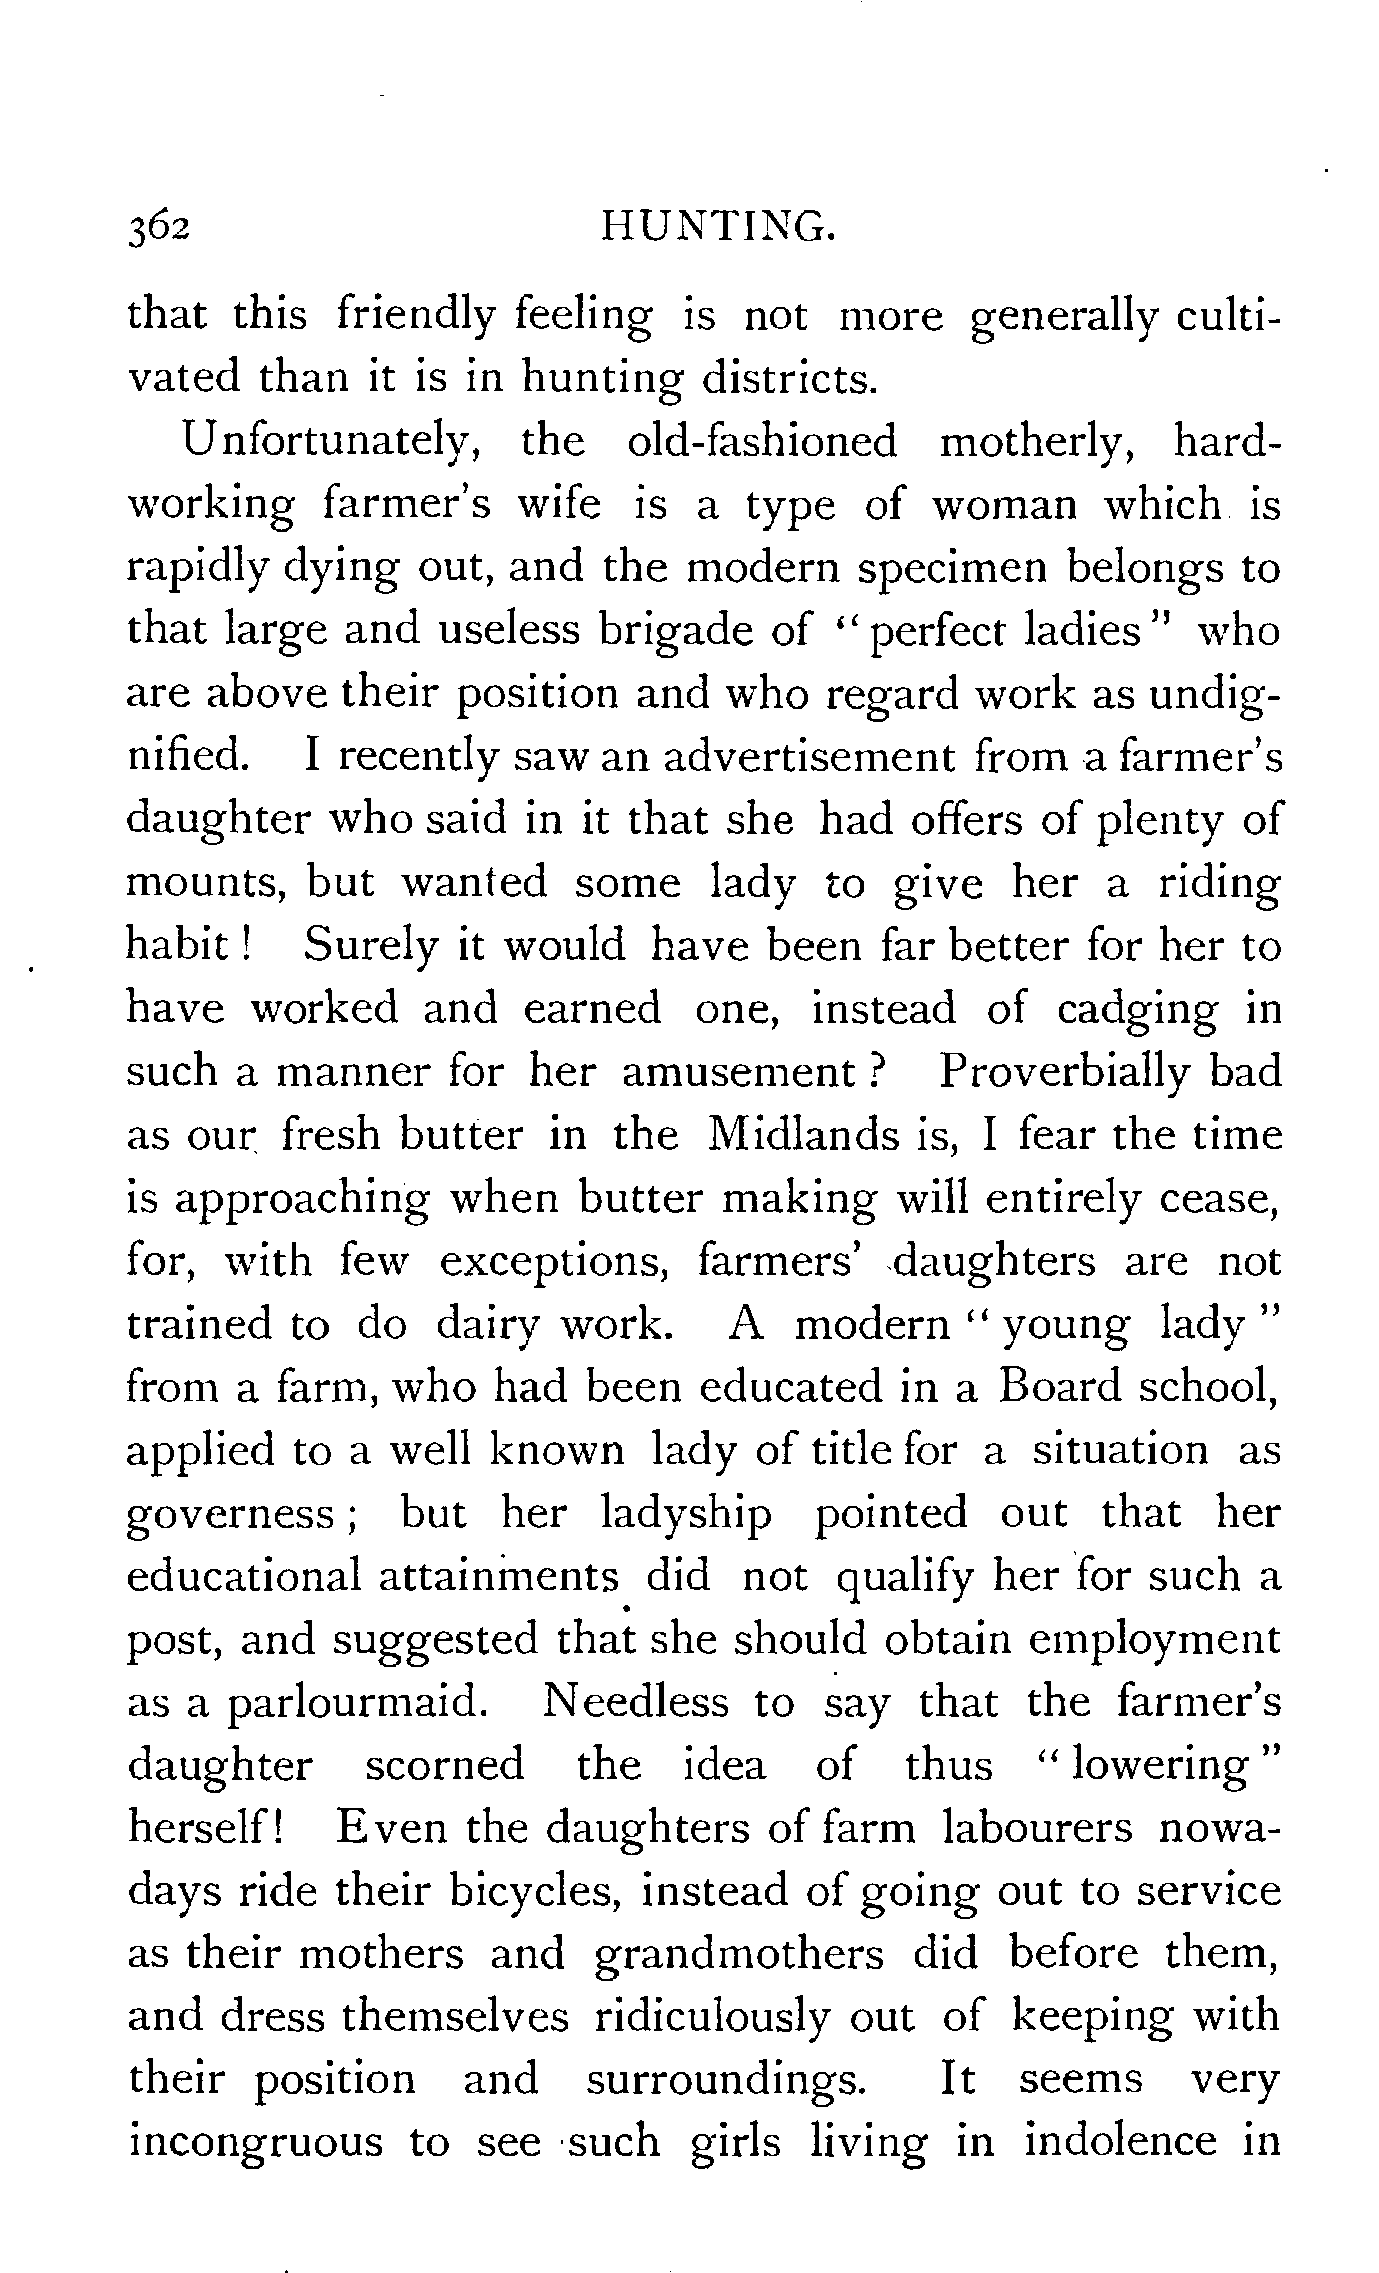 362 HUNTING.
that this friendly feeling is not more generally culti-
vated than it is in hunting districts.
Unfortunately, the old-fashioned motherly, hard-
working farmer's wife is a type of woman which is
rapidly dying out, and the modern specimen belongs to
that large and useless brigade of "perfect ladies" who
are above their position and who regard work as undig-
nified. I recently saw an advertisement from a farmer's
daughter who said in it that she had offers of plenty of
mounts, but wanted some lady to give her a riding
habit! Surely it would have been far better for her to
have worked and earned one, instead of cadging in
such a manner for her amusement? Proverbially bad
as our fresh butter in the Midlands is, I fear the time
is approaching when butter making will entirely cease,
for, with few exceptions, farmers' daughters are not
trained to do dairy work. A modern "young lady"
from a farm, who had been educated in a Board school,
applied to a well known lady of title for a situation as
governess; but her ladyship pointed out that her
educational attainments did not qualify her for such a
post, and suggested that she should obtain employment
as a parlourmaid. Needless to say that the farmer's
daughter scorned the idea of thus "lowering"
herself! Even the daughters of farm labourers nowa-
days ride their bicycles, instead of going out to service
as their mothers and grandmothers did before them,
and dress themselves ridiculously out of keeping with
their position and surroundings. It seems very
incongruous to see such girls living in indolence in